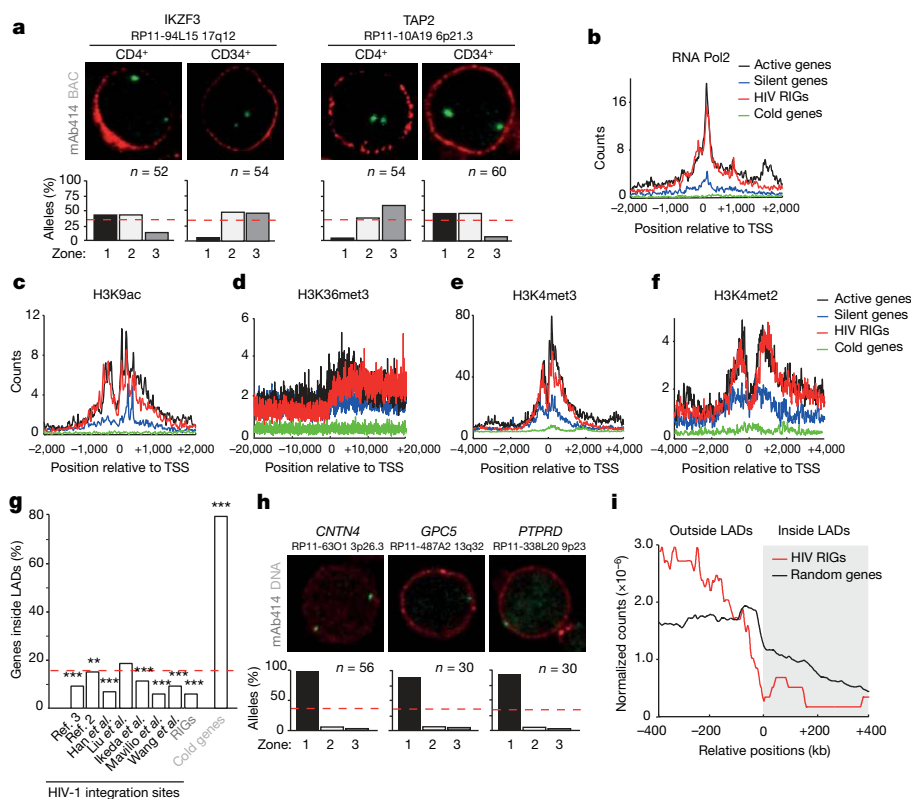 a
IKZF3
RP11-94L15 17q12
CD4+ CD34+
TAP2
RP11-10A19 6p21.3
CD4+ CD34+
mAb414 BAC
n = 52 n = 54 n = 54 n = 60
Alleles (%)
100
75
50
25
0
Zone: 1 2 3 1 2 3 1 2 3 1 2 3
b
RNA Pol2
Active genes
Silent genes
HIV RIGs
Cold genes
Counts
16
8
0
–2,000 –1,000 0 +1,000 +2,000
Position relative to TSS
c
H3K9ac
Counts
12
8
4
0
–2,000 –1,000 0 +1,000 +2,000
Position relative to TSS
d
H3K36met3
6
4
2
0
–20,000 –10,000 0 10,000 20,000
Position relative to TSS
e
H3K4met3
80
40
0
–4,000 –2,000 0 +2,000 +4,000
Position relative to TSS
f
H3K4met2
Active genes
Silent genes
HIV RIGs
Cold genes
4
2
0
–4,000 –2,000 0 +2,000 +4,000
Position relative to TSS
g
Genes inside LADs (%)
80
60
40
20
0
*** ** *** *** *** *** *** ***
Ref. 3
Ref. 2
Han et al.
Liu et al.
Ikeda et al.
Mavilio et al.
Wang et al.
RIGs
Cold genes
HIV-1 integration sites
h
CNTN4 GPC5 PTPRD
RP11-63O1 3p26.3 RP11-487A2 13q32 RP11-338L20 9p23
mAb414 DNA
n = 56 n = 30 n = 30
Alleles (%)
100
75
50
25
0
Zone: 1 2 3 1 2 3 1 2 3
i
Outside LADs Inside LADs
HIV RIGs
Random genes
Normalized counts (×10⁻⁶)
3.0
2.0
1.0
0
–400 –200 0 +200 +400
Relative positions (kb)